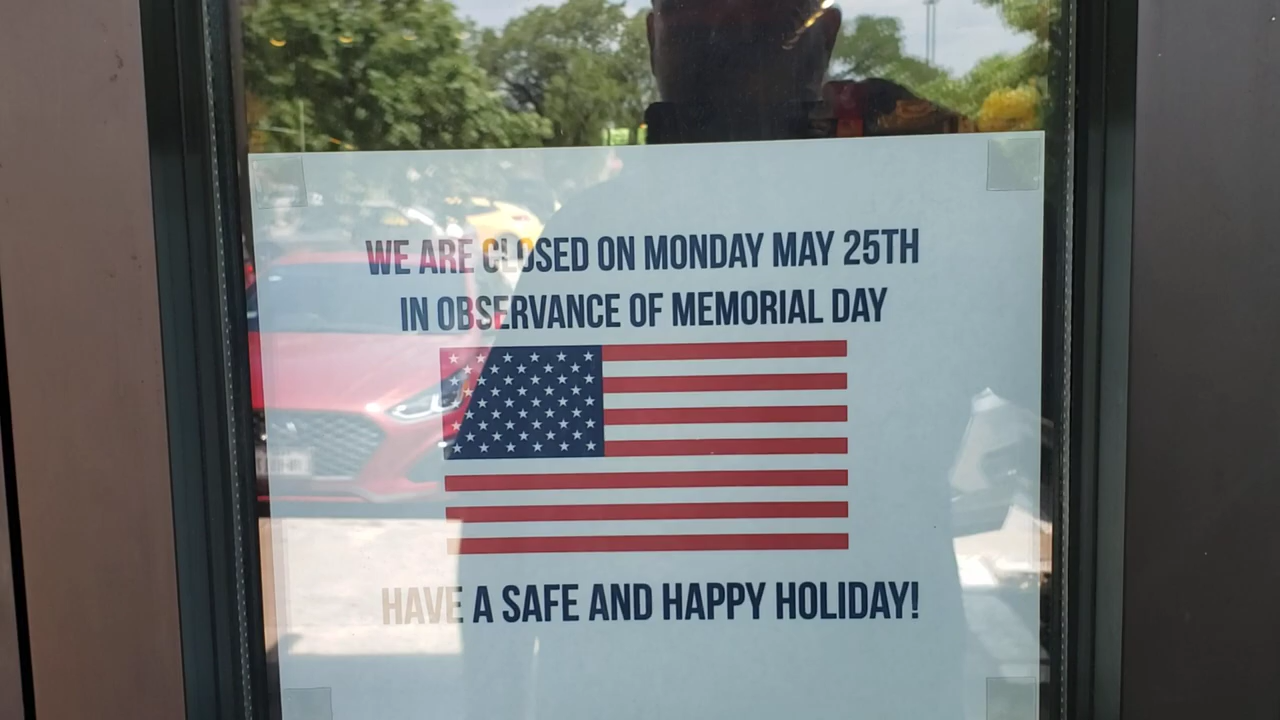 WE ARE CLOSED ON MONDAY MAY 25TH
IN OBSERVANCE OF MEMORIAL DAY
HAVE A SAFE AND HAPPY HOLIDAY!